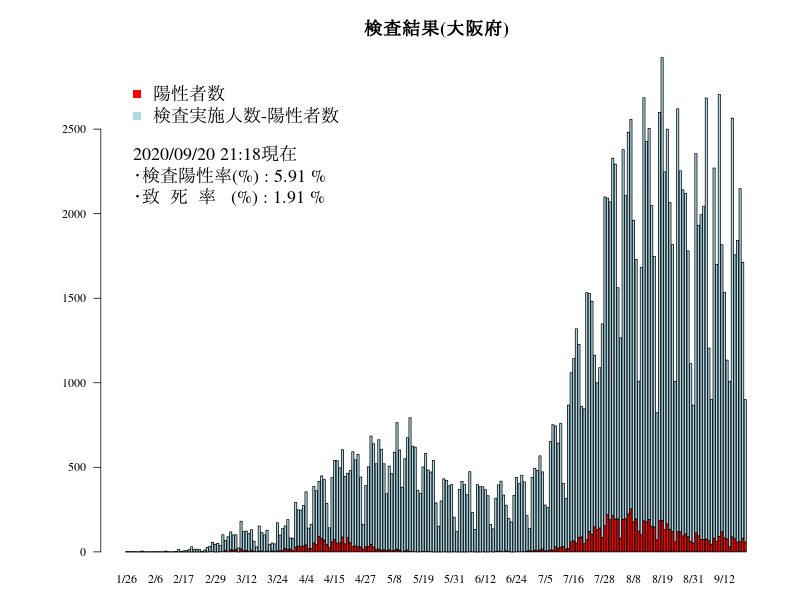 検査結果(大阪府)
陽性者数
検査実施人数-陽性者数
2020/09/20 21:18現在
・検査陽性率(%) : 5.91 %
・致 死 率 (%) : 1.91 %
2500
2000
1500
1000
500
0
1/26 2/6 2/17 2/29 3/12 3/24 4/4 4/15 4/27 5/8 5/19 5/31 6/12 6/24 7/5 7/16 7/28 8/8 8/19 8/31 9/12